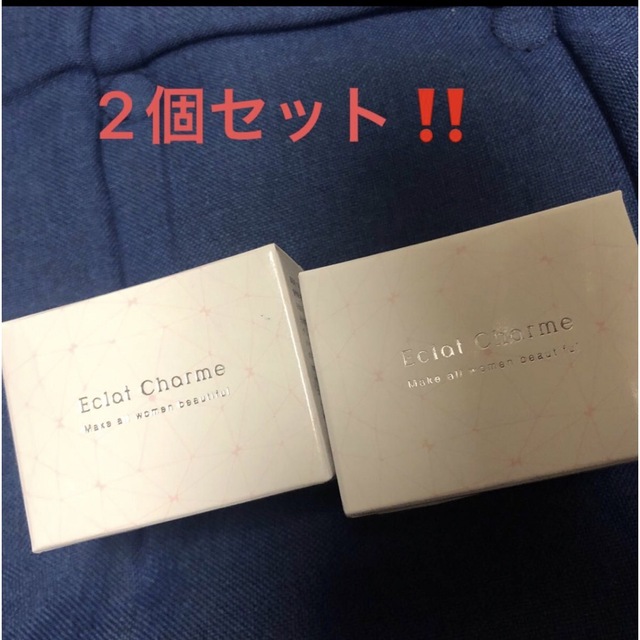 2個セット‼️
Eclat Charme
Make all women beautiful
Eclat Charme
Make all women beautiful